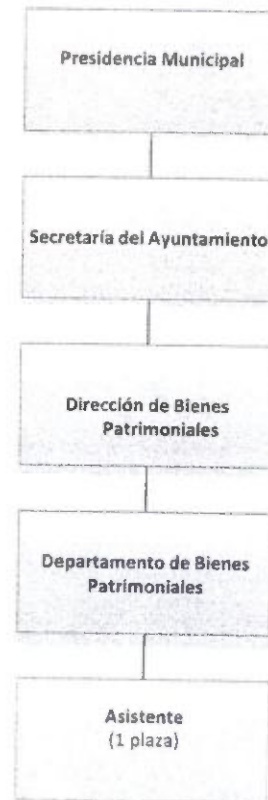 Presidencia Municipal
Secretaría del Ayuntamiento
Dirección de Bienes
Patrimoniales
Departamento de Bienes
Patrimoniales
Asistente
(1 plaza)